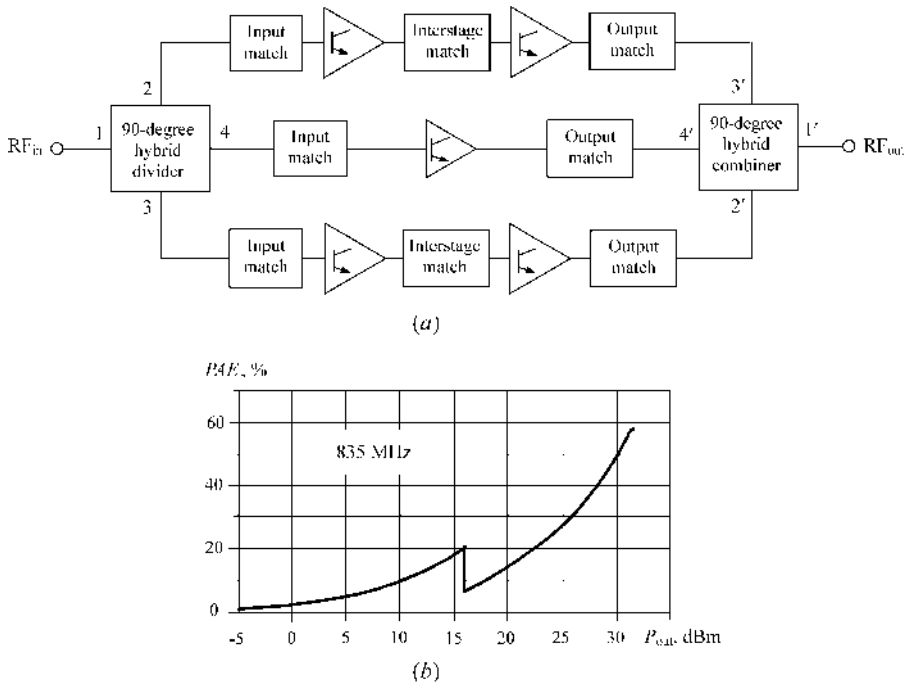 Input match
Interstage match
Output match
2
3'
RFin
1
90-degree hybrid divider
4
Input match
Output match
4'
90-degree hybrid combiner
1'
RFout
3
2'
Input match
Interstage match
Output match
(a)
PAE, %
60
835 MHz
40
20
0
-5 0 5 10 15 20 25 30 Pout, dBm
(b)